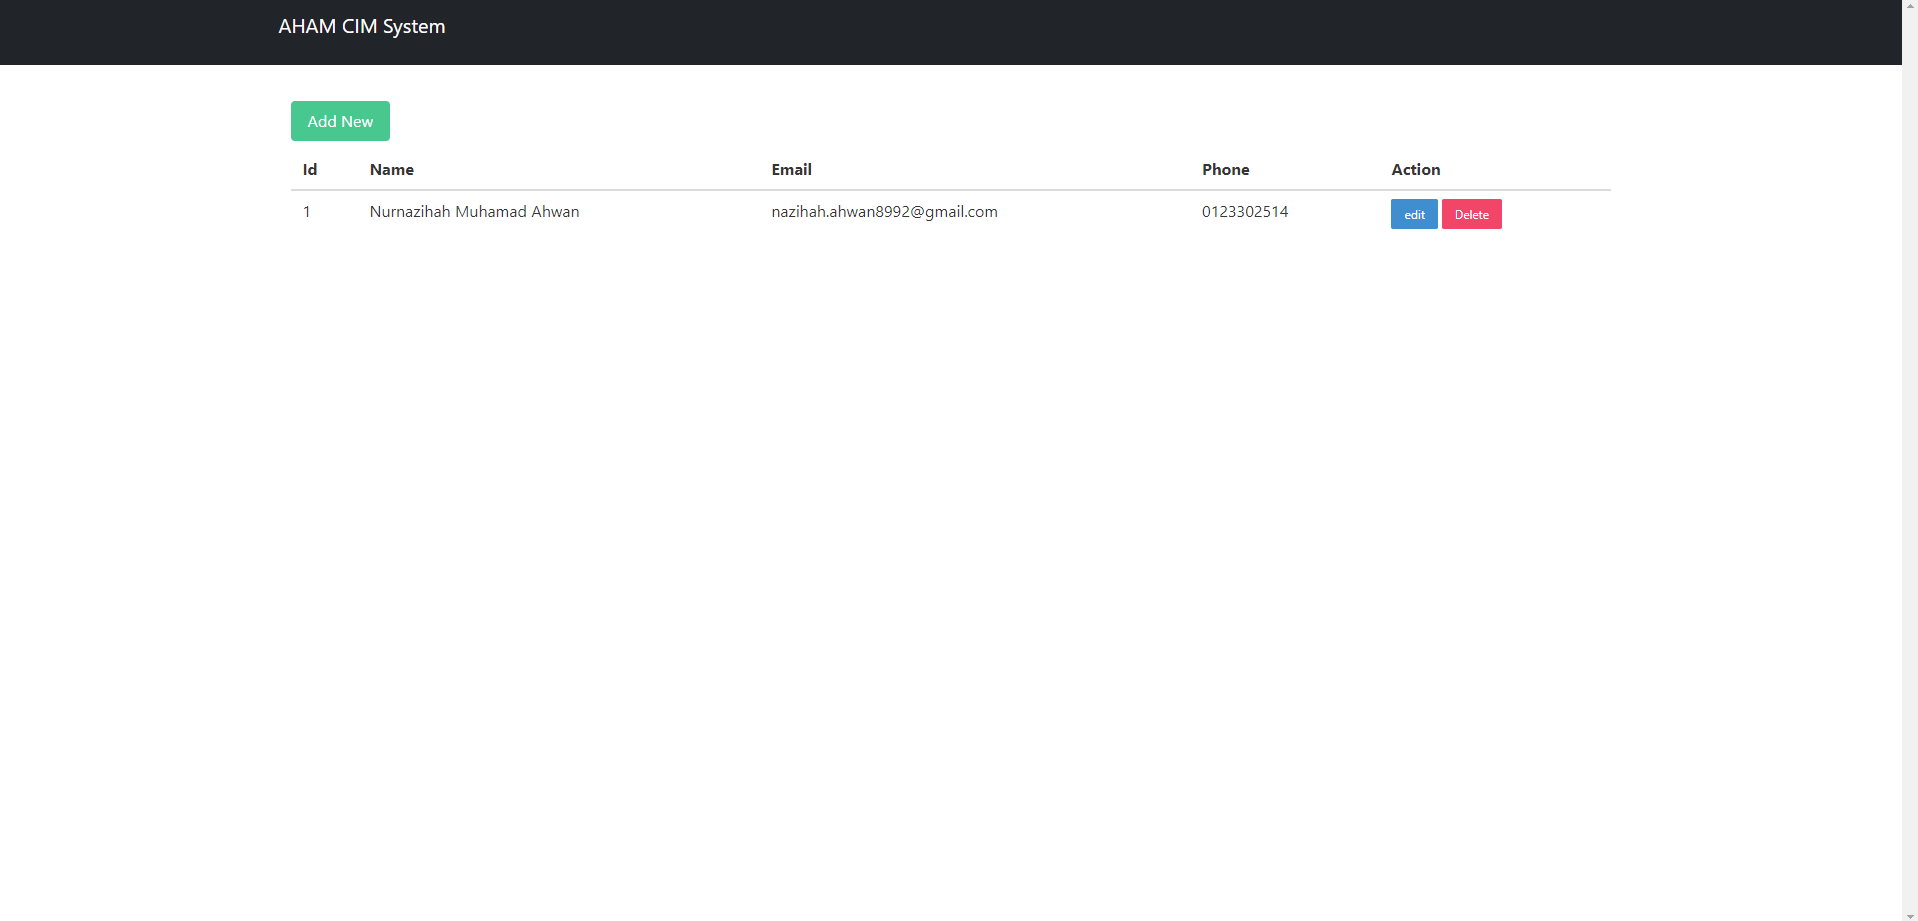 AHAM CIM System
Add New
Id Name Email Phone Action
1 Nurnazihah Muhamad Ahwan nazihah.ahwan8992@gmail.com 0123302514 edit Delete